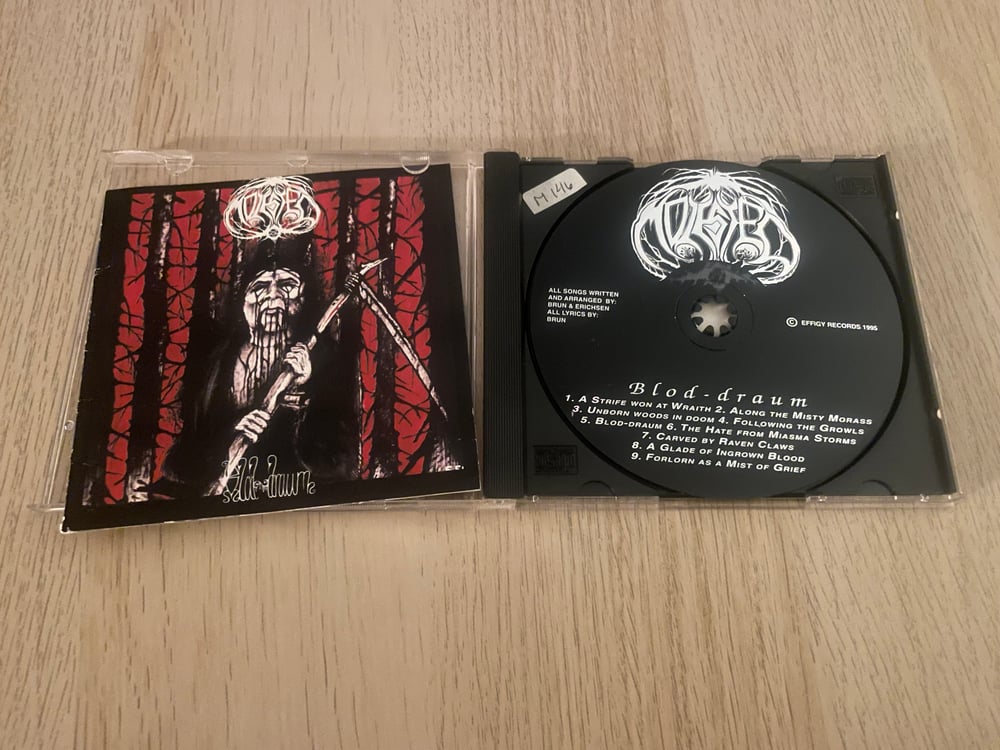 Blod-draum
M 146
ALL SONGS WRITTEN
AND ARRANGED BY:
BRUN & ERICHSEN
ALL LYRICS BY:
BRUN
© EFFIGY RECORDS 1995
Blod-draum
1. A STRIFE WON AT WRAITH 2. ALONG THE MISTY MORASS
3. UNBORN WOODS IN DOOM 4. FOLLOWING THE GROWLS
5. BLOD-DRAUM 6. THE HATE FROM MIASMA STORMS
7. CARVED BY RAVEN CLAWS
8. A GLADE OF INGROWN BLOOD
9. FORLORN AS A MIST OF GRIEF